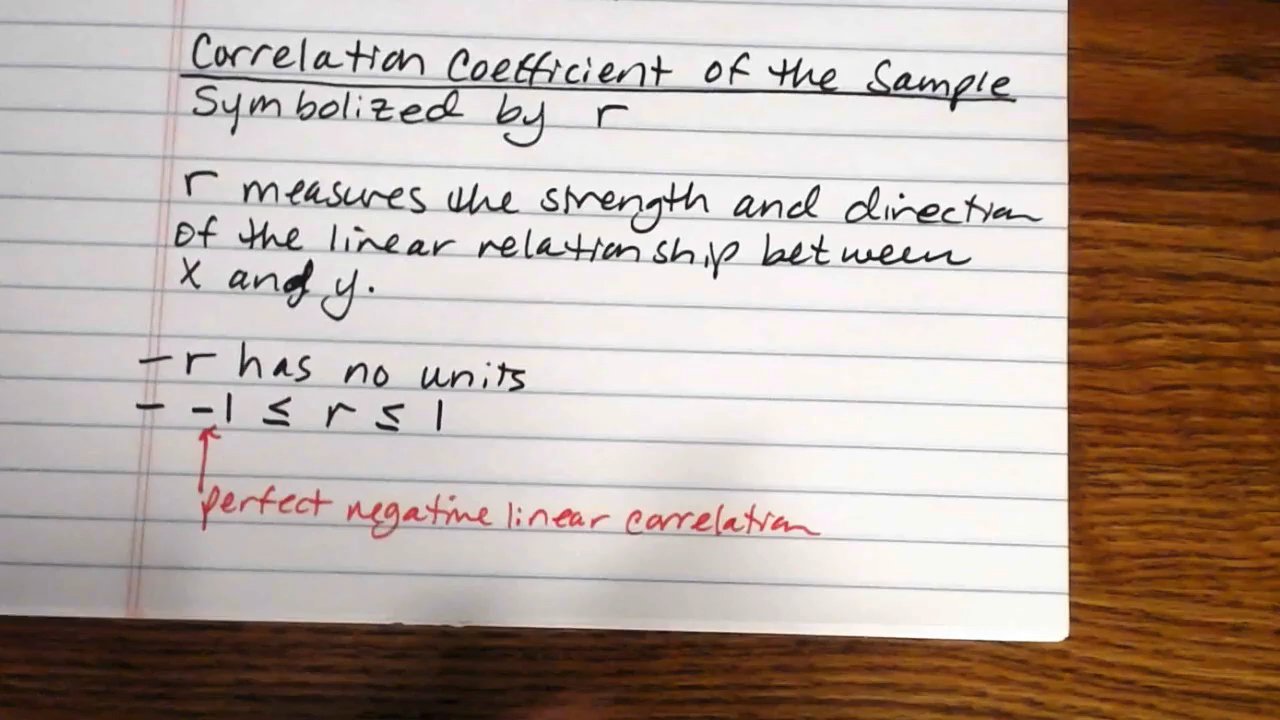 Correlation Coefficient of the Sample
Symbolized by r
r measures the strength and direction
of the linear relationship between
x and y.
- r has no units
- -1 ≤ r ≤ 1
perfect negative linear correlation